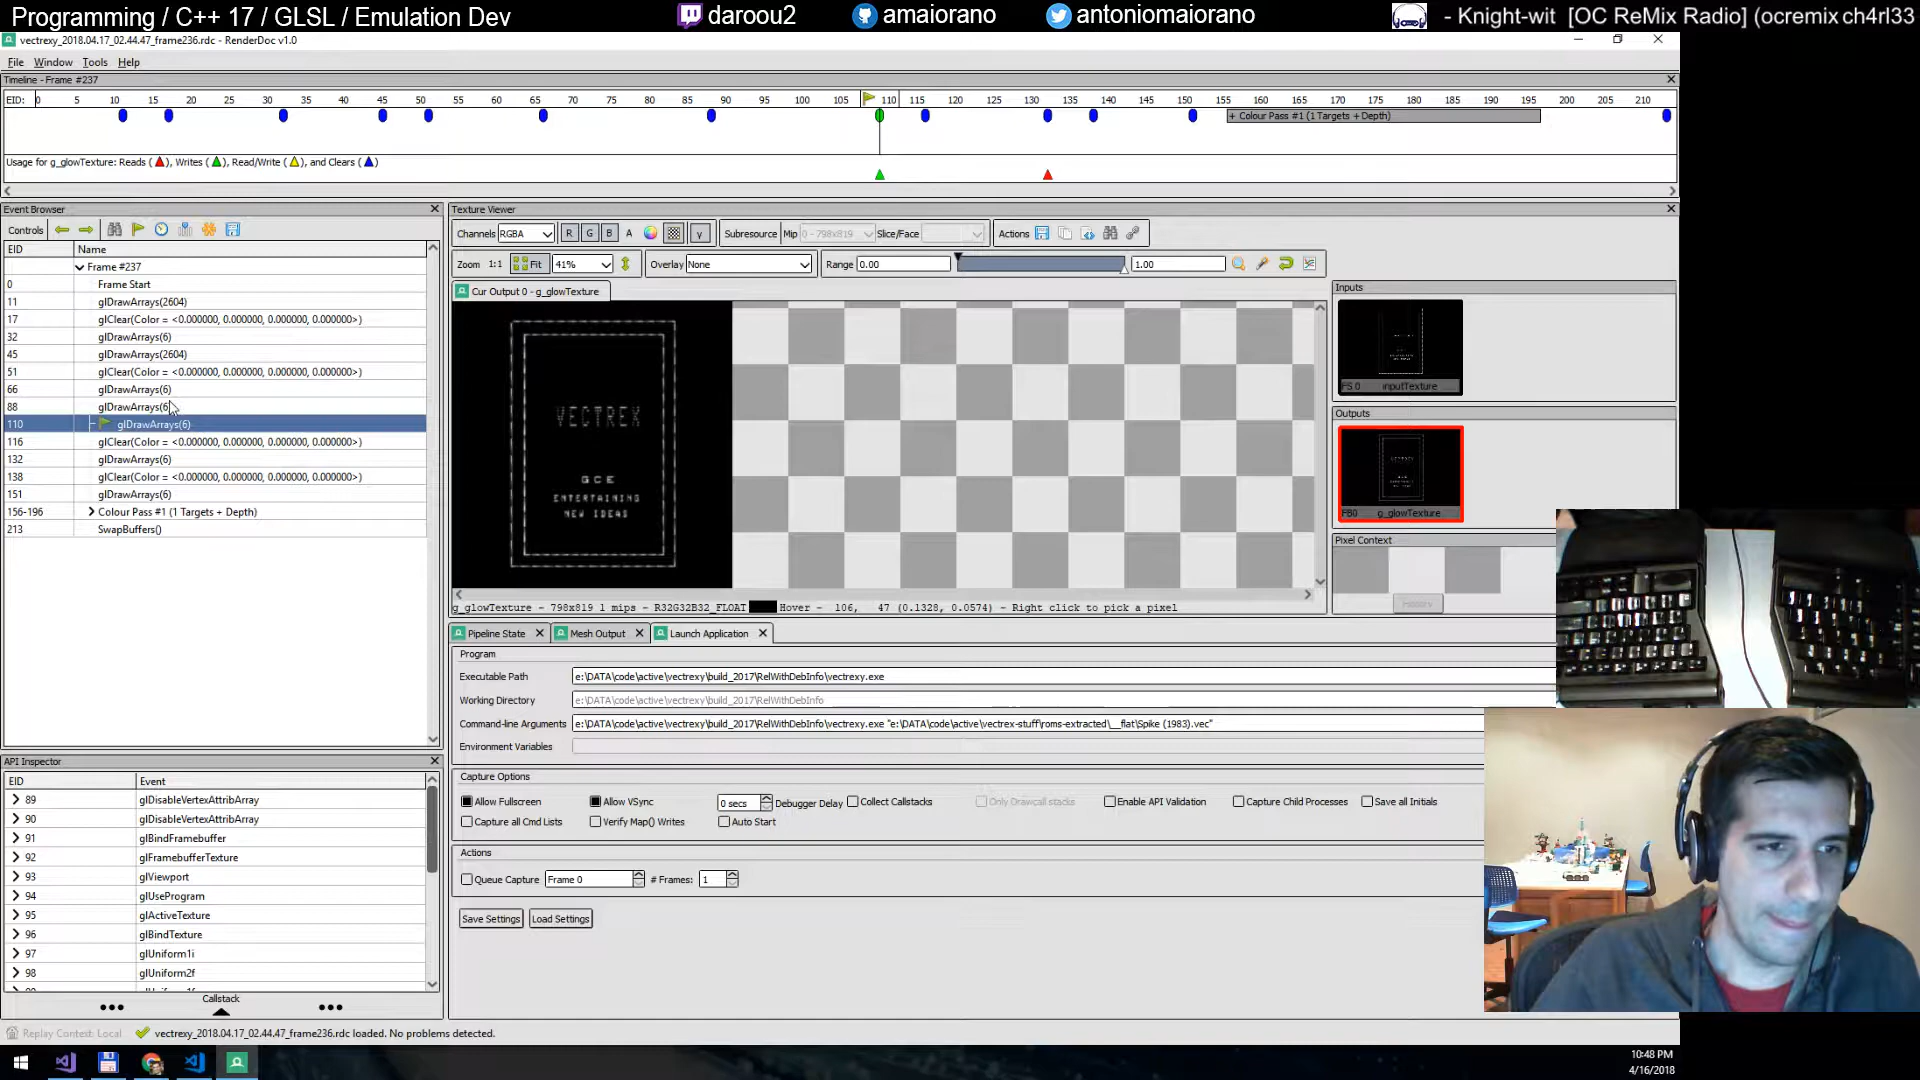 Programming / C++ 17 / GLSL / Emulation Dev
daroou2
amaiorano
antoniomaiorano
- Knight-wit [OC ReMix Radio] (ocremix ch4rl33
vectrexy_2018.04.17_02.44.47_frame236.rdc - RenderDoc v1.0
File Window Tools Help
Timeline - Frame #237
EID: 0 5 10 15 20 25 30 35 40 45 50 55 60 65 70 75 80 85 90 95 100 105 110 115 120 125 130 135 140 145 150 155 160 165 170 175 180 185 190 195 200 205 210
+ Colour Pass #1 (1 Targets + Depth)
Usage for g_glowTexture: Reads ( ), Writes ( ), Read/Write ( ), and Clears ( )
Event Browser
Controls
EID Name
Frame #237
0 Frame Start
11 glDrawArrays(2604)
17 glClear(Color = <0.000000, 0.000000, 0.000000, 0.000000>)
32 glDrawArrays(6)
45 glDrawArrays(2604)
51 glClear(Color = <0.000000, 0.000000, 0.000000, 0.000000>)
66 glDrawArrays(6)
88 glDrawArrays(6)
110 glDrawArrays(6)
116 glClear(Color = <0.000000, 0.000000, 0.000000, 0.000000>)
132 glDrawArrays(6)
138 glClear(Color = <0.000000, 0.000000, 0.000000, 0.000000>)
151 glDrawArrays(6)
156-196 Colour Pass #1 (1 Targets + Depth)
213 SwapBuffers()
API Inspector
EID Event
89 glDisableVertexAttribArray
90 glDisableVertexAttribArray
91 glBindFramebuffer
92 glFramebufferTexture
93 glViewport
94 glUseProgram
95 glActiveTexture
96 glBindTexture
97 glUniform1i
98 glUniform2f
Callstack
Replay Context: Local
vectrexy_2018.04.17_02.44.47_frame236.rdc loaded. No problems detected.
Texture Viewer
Channels RGBA R G B A γ Subresource Mip 0 - 798x819 Slice/Face Actions
Zoom 1:1 Fit 41% Overlay None Range 0.00 1.00
Cur Output 0 - g_glowTexture
VECTREX
GCE
ENTERTAINING
NEW IDEAS
g_glowTexture - 798x819 1 mips - R32G32B32_FLOAT Hover - 106, 47 (0.1328, 0.0574) - Right click to pick a pixel
Inputs
FS 0 inputTexture
Outputs
FB0 g_glowTexture
Pixel Context
History
Pipeline State
Mesh Output
Launch Application
Program
Executable Path e:\DATA\code\active\vectrexy\build_2017\RelWithDebInfo\vectrexy.exe
Working Directory e:\DATA\code\active\vectrexy\build_2017\RelWithDebInfo
Command-line Arguments e:\DATA\code\active\vectrexy\build_2017\RelWithDebInfo\vectrexy.exe "e:\DATA\code\active\vectrex-stuff\roms-extracted\__flat\Spike (1983).vec"
Environment Variables
Capture Options
Allow Fullscreen Allow VSync 0 secs Debugger Delay Collect Callstacks Only Drawcall stacks Enable API Validation Capture Child Processes Save all Initials
Capture all Cmd Lists Verify Map() Writes Auto Start
Actions
Queue Capture Frame 0 # Frames: 1
Save Settings Load Settings
10:48 PM
4/16/2018